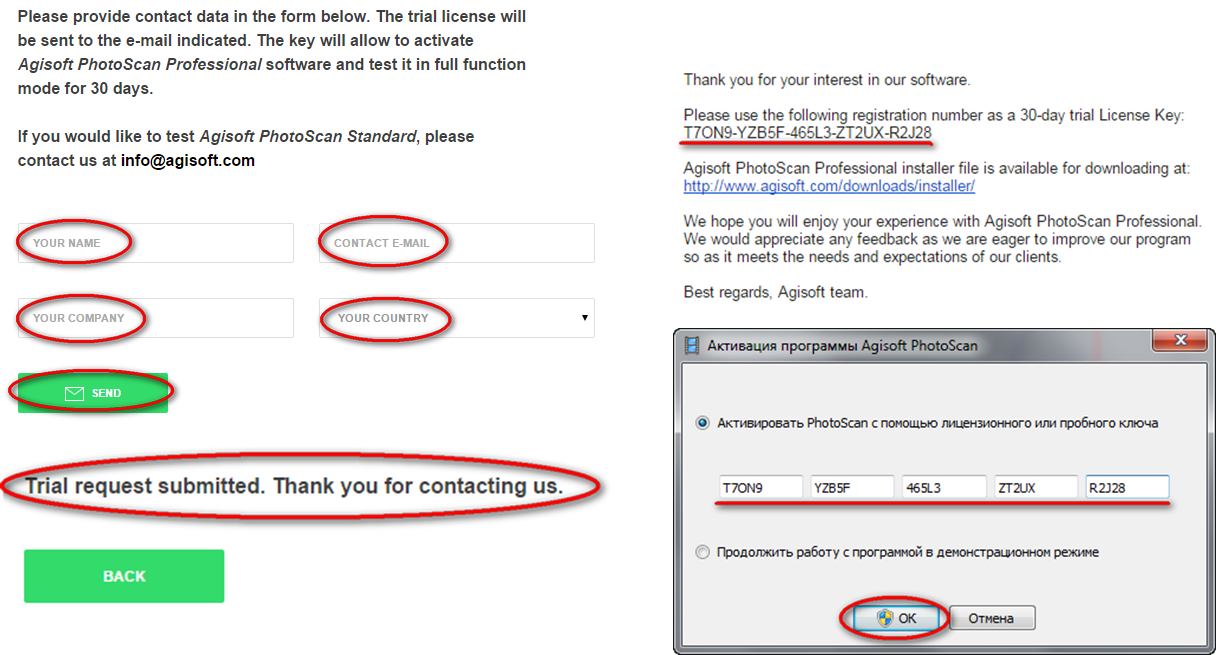 Please provide contact data in the form below. The trial license will
be sent to the e-mail indicated. The key will allow to activate
Agisoft PhotoScan Professional software and test it in full function
mode for 30 days.
If you would like to test Agisoft PhotoScan Standard, please
contact us at info@agisoft.com
YOUR NAME
CONTACT E-MAIL
YOUR COMPANY
YOUR COUNTRY
SEND
Trial request submitted. Thank you for contacting us.
BACK
Thank you for your interest in our software.
Please use the following registration number as a 30-day trial License Key:
T7ON9-YZB5F-465L3-ZT2UX-R2J28
Agisoft PhotoScan Professional installer file is available for downloading at:
http://www.agisoft.com/downloads/installer/
We hope you will enjoy your experience with Agisoft PhotoScan Professional.
We would appreciate any feedback as we are eager to improve our program
so as it meets the needs and expectations of our clients.
Best regards, Agisoft team.
Активация программы Agisoft PhotoScan
Активировать PhotoScan с помощью лицензионного или пробного ключа
T7ON9 YZB5F 465L3 ZT2UX R2J28
Продолжить работу с программой в демонстрационном режиме
OK Отмена